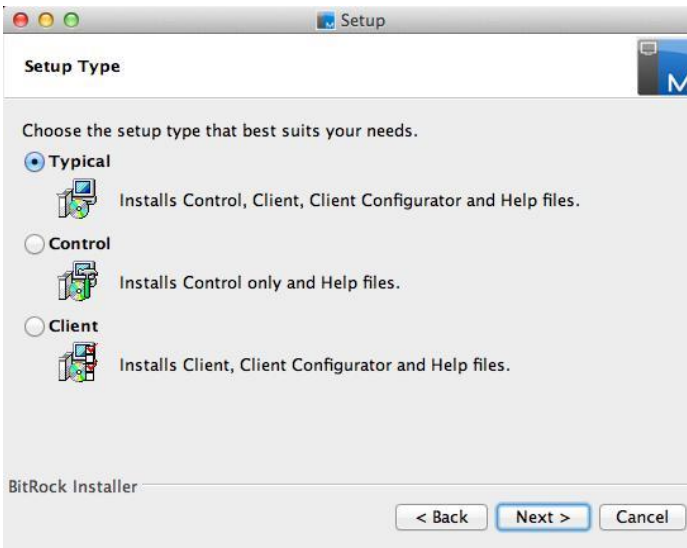 Setup
Setup Type
M
Choose the setup type that best suits your needs.
Typical
Installs Control, Client, Client Configurator and Help files.
Control
Installs Control only and Help files.
Client
Installs Client, Client Configurator and Help files.
BitRock Installer
< Back Next > Cancel